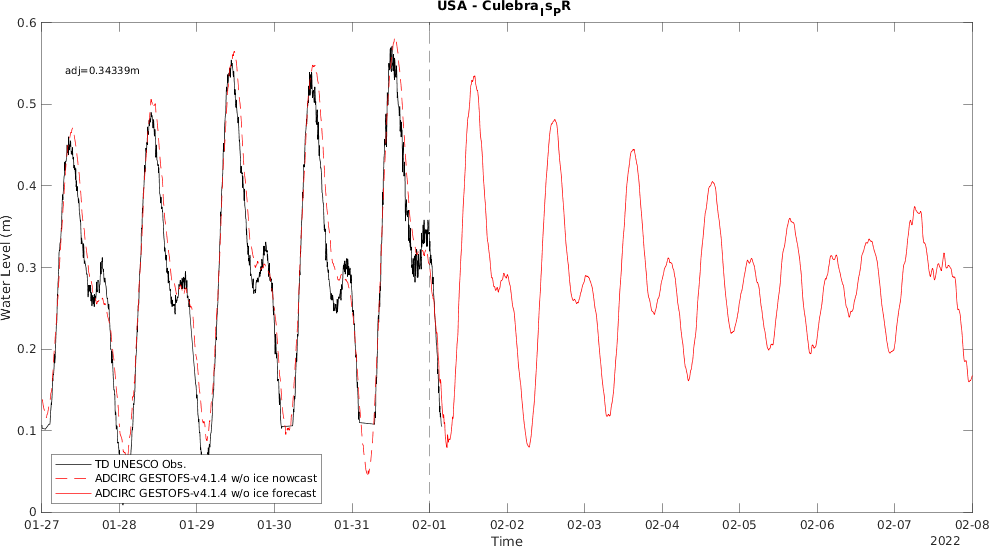 USA - Culebra_Is_PR
0.6
0.5
0.4
0.3
0.2
0.1
0
Water Level (m)
adj=0.34339m
TD UNESCO Obs.
ADCIRC GESTOFS-v4.1.4 w/o ice nowcast
ADCIRC GESTOFS-v4.1.4 w/o ice forecast
01-27 01-28 01-29 01-30 01-31 02-01 02-02 02-03 02-04 02-05 02-06 02-07 02-08
Time
2022